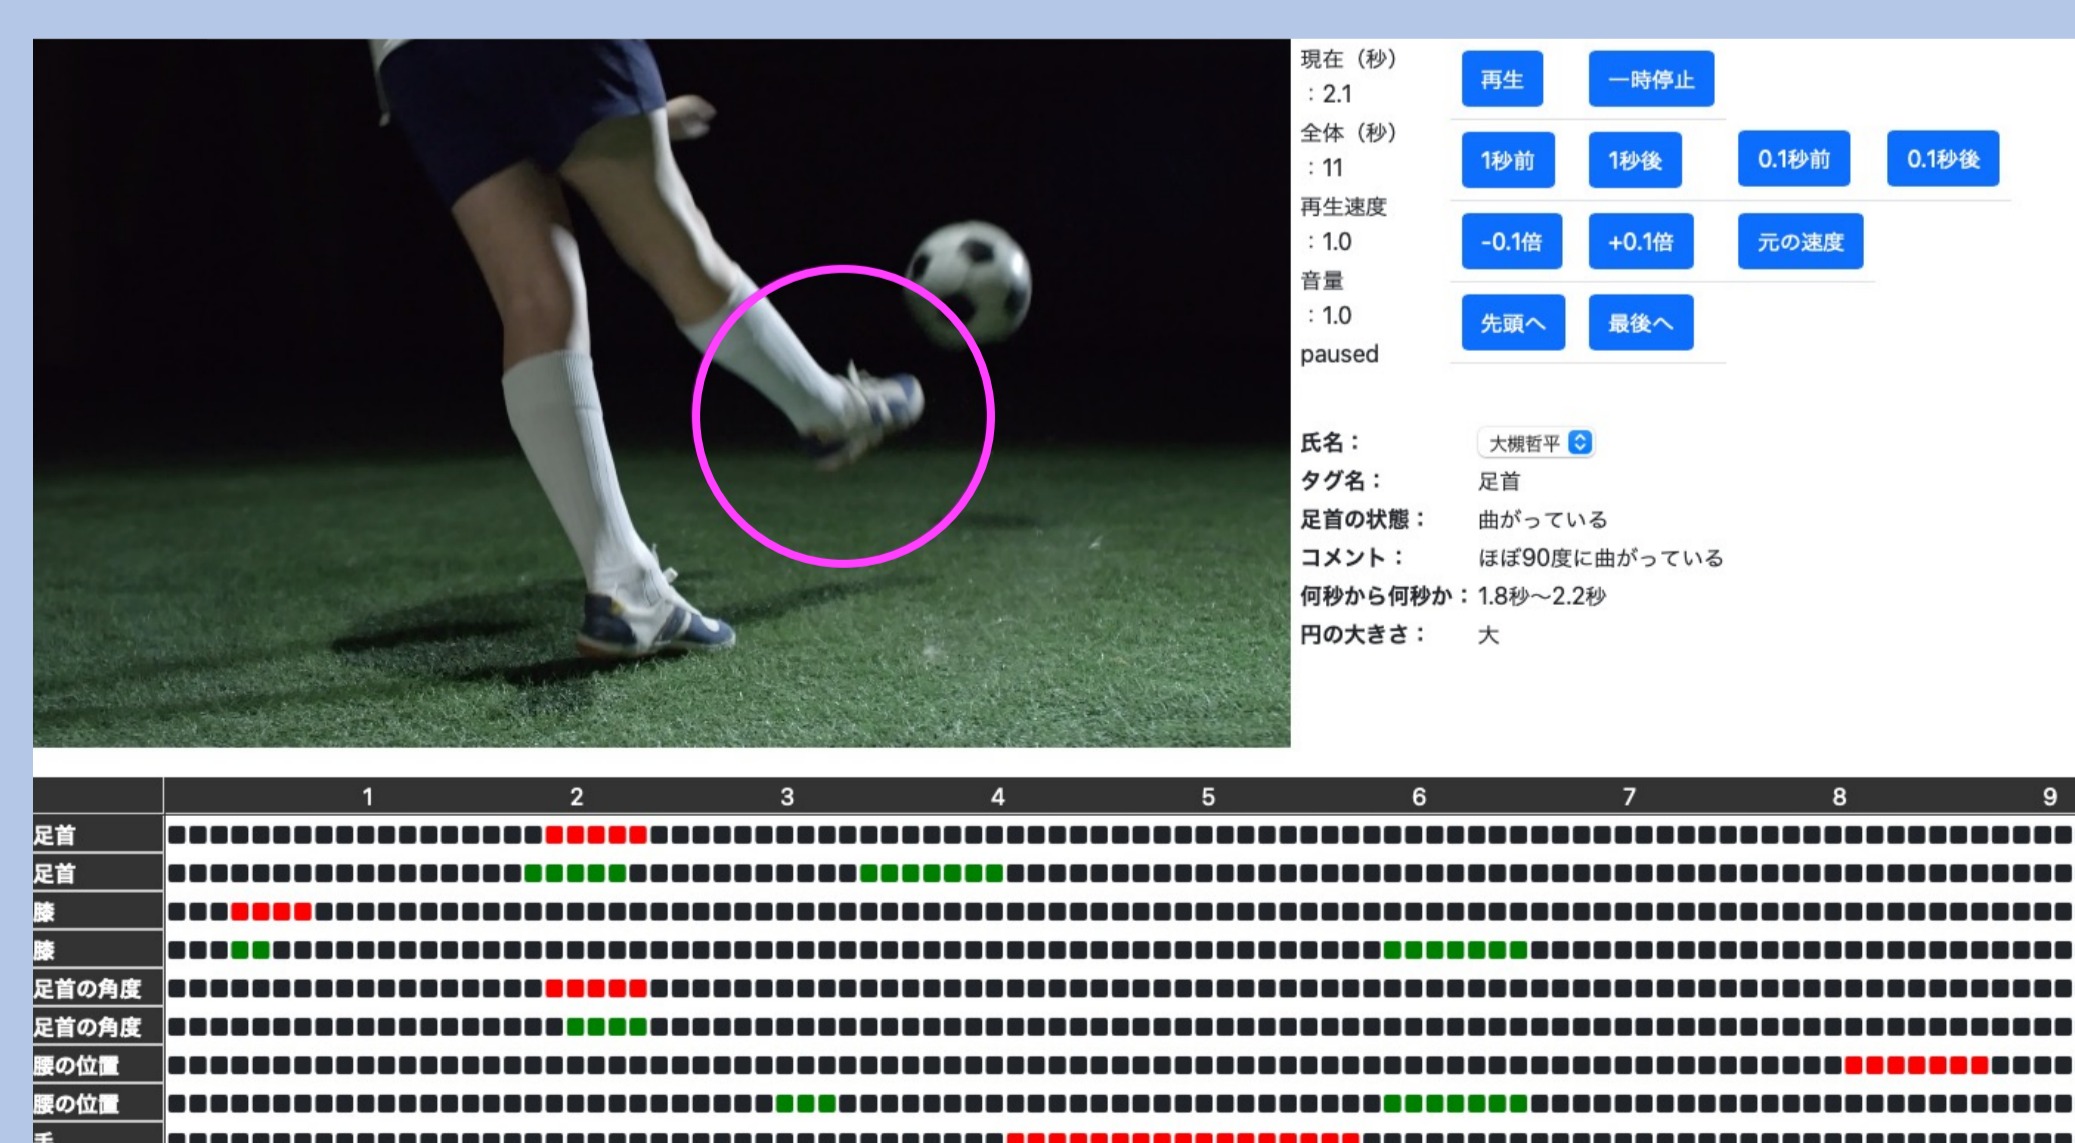 現在（秒）
：2.1
再生
一時停止
全体（秒）
：11
1秒前
1秒後
0.1秒前
0.1秒後
再生速度
：1.0
-0.1倍
+0.1倍
元の速度
音量
：1.0
先頭へ
最後へ
paused
氏名：
大槻哲平
タグ名：
足首
足首の状態：
曲がっている
コメント：
ほぼ90度に曲がっている
何秒から何秒か：
1.8秒〜2.2秒
円の大きさ：
大
1 2 3 4 5 6 7 8 9
足首
足首
膝
膝
足首の角度
足首の角度
腰の位置
腰の位置
手